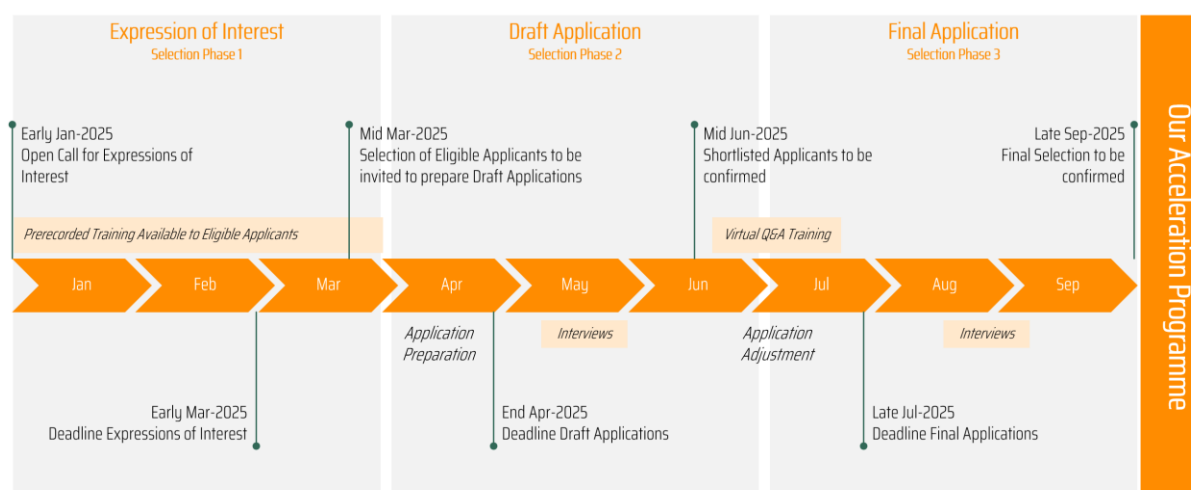 Expression of Interest
Selection Phase 1
Draft Application
Selection Phase 2
Final Application
Selection Phase 3
Early Jan-2025
Open Call for Expressions of
Interest
Mid Mar-2025
Selection of Eligible Applicants to be
invited to prepare Draft Applications
Mid Jun-2025
Shortlisted Applicants to be
confirmed
Late Sep-2025
Final Selection to be
confirmed
Prerecorded Training Available to Eligible Applicants
Virtual Q&A Training
Jan
Feb
Mar
Apr
May
Jun
Jul
Aug
Sep
Application
Preparation
Interviews
Application
Adjustment
Interviews
Early Mar-2025
Deadline Expressions of Interest
End Apr-2025
Deadline Draft Applications
Late Jul-2025
Deadline Final Applications
Our Acceleration Programme